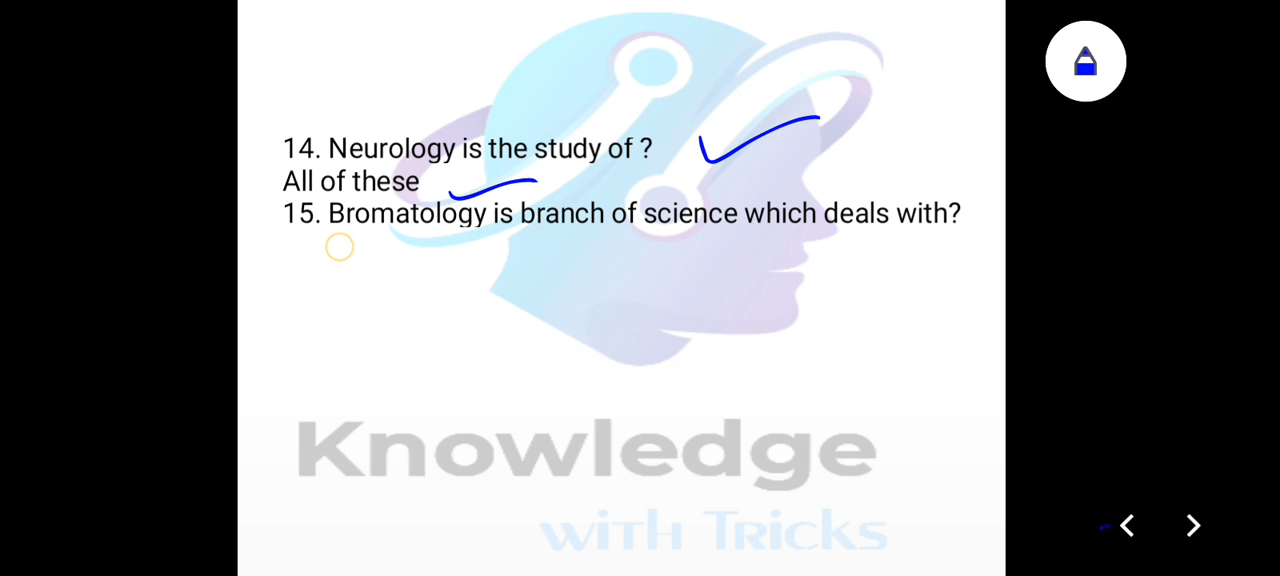 14. Neurology is the study of ?
All of these
15. Bromatology is branch of science which deals with?
Knowledge
with Tricks